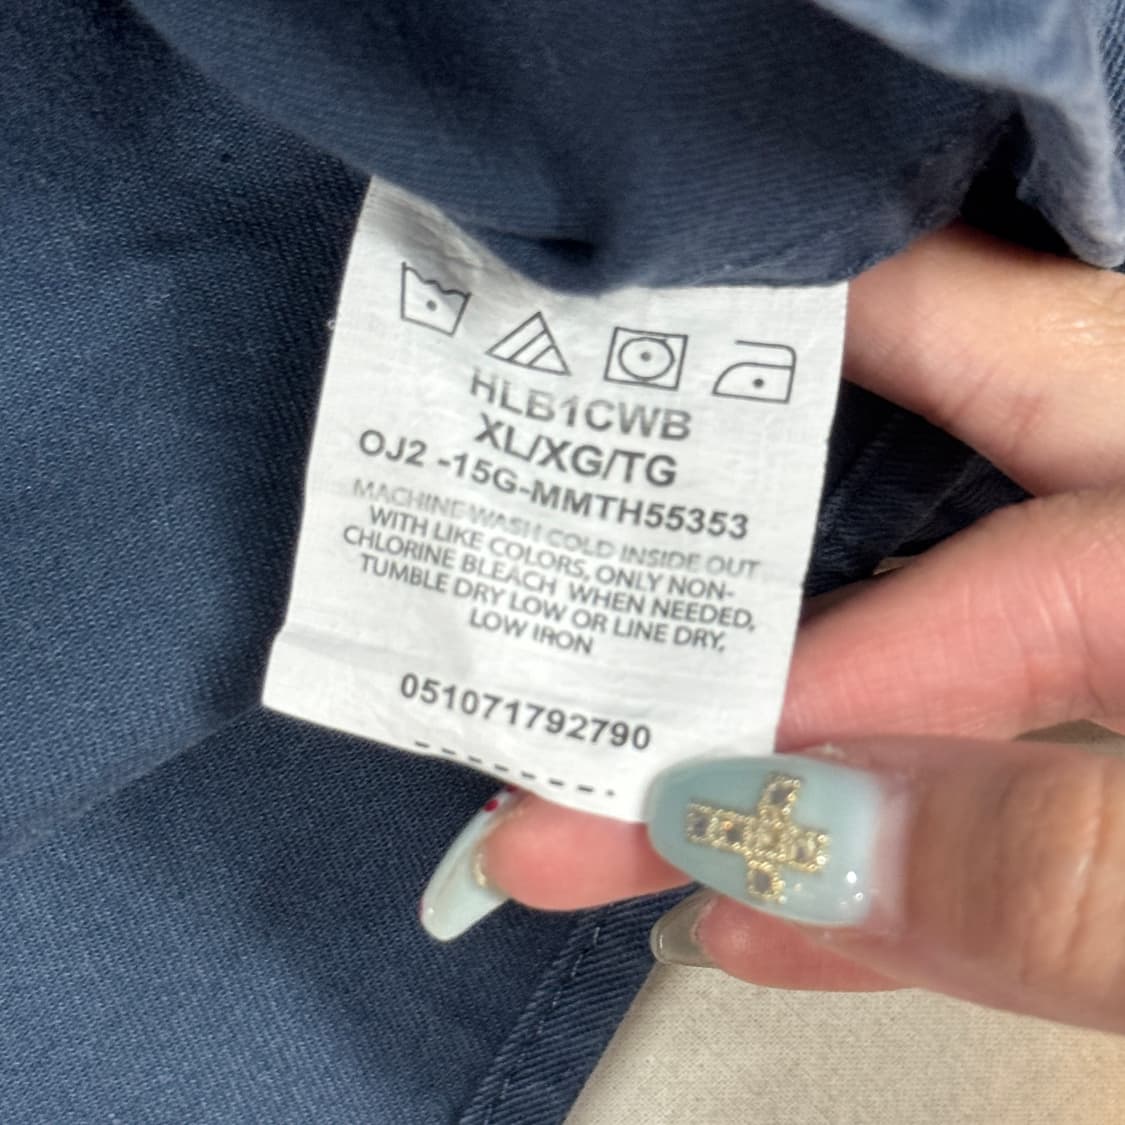 HLB1CWB
XL/XG/TG
OJ2 -15G-MMTH55353
MACHINE WASH COLD INSIDE OUT
WITH LIKE COLORS, ONLY NON-
CHLORINE BLEACH WHEN NEEDED,
TUMBLE DRY LOW OR LINE DRY,
LOW IRON
051071792790